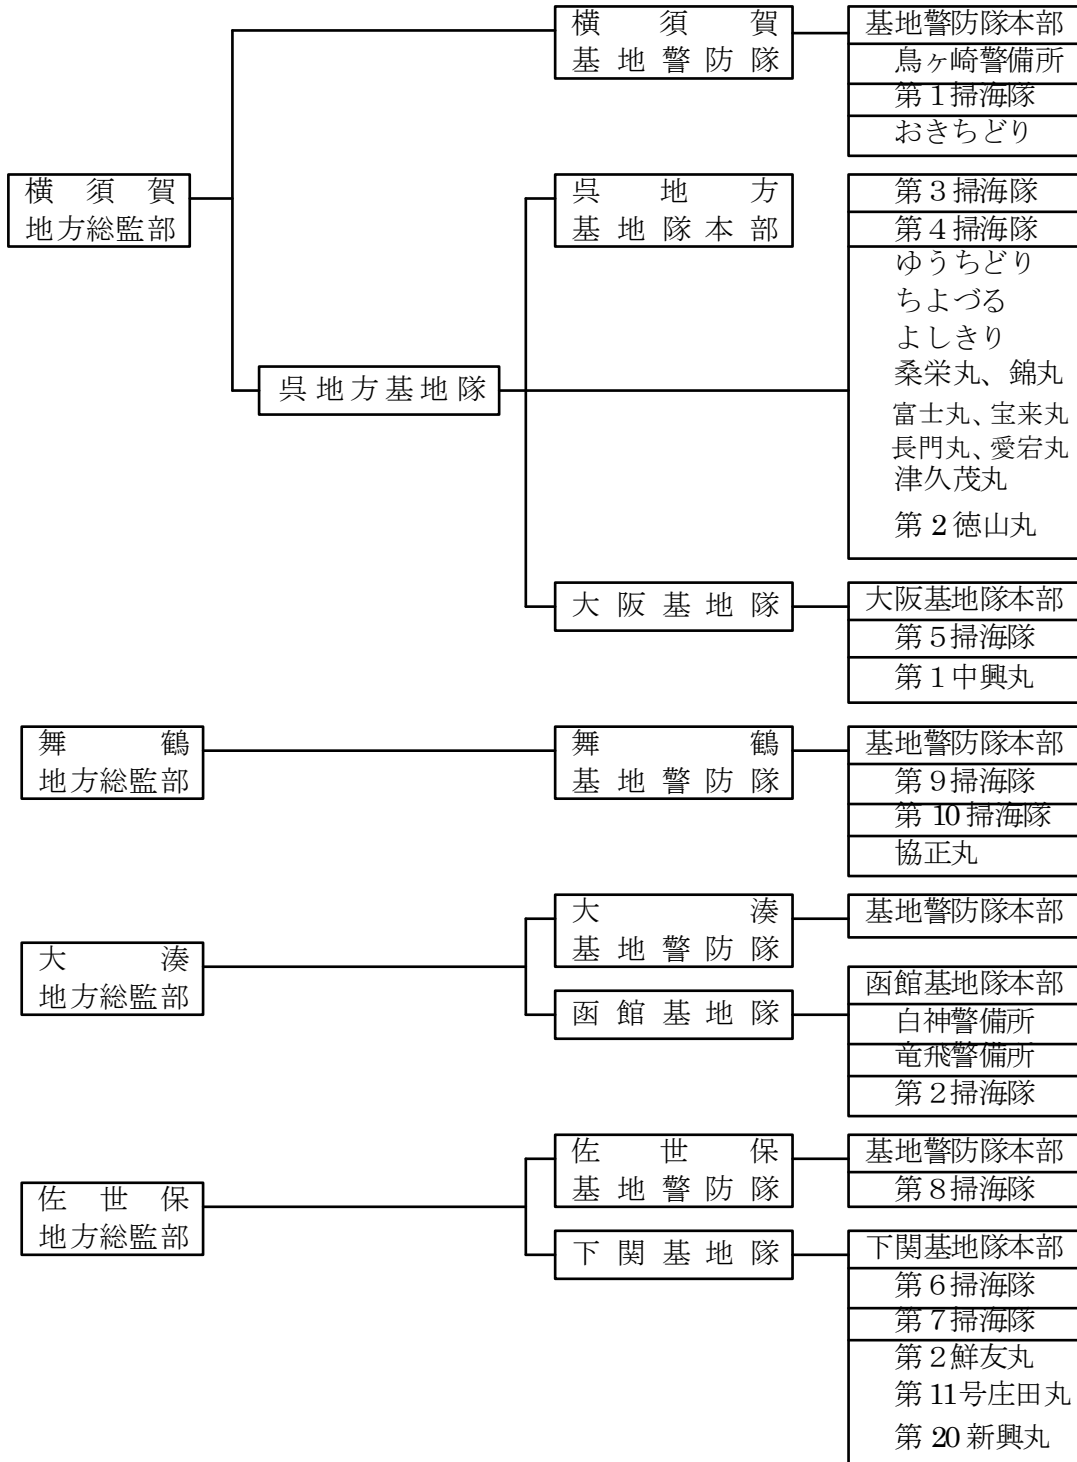 横須賀
地方総監部
横須賀
基地警防隊
基地警防隊本部
鳥ヶ崎警備所
第１掃海隊
おきちどり
呉地方基地隊
呉地方
基地隊本部
第３掃海隊
第４掃海隊
ゆうちどり
ちよづる
よしきり
桑栄丸、錦丸
富士丸、宝来丸
長門丸、愛宕丸
津久茂丸
第２徳山丸
大阪基地隊
大阪基地隊本部
第５掃海隊
第１中興丸
舞鶴
地方総監部
舞鶴
基地警防隊
基地警防隊本部
第９掃海隊
第10掃海隊
協正丸
大湊
地方総監部
大湊
基地警防隊
基地警防隊本部
函館基地隊
函館基地隊本部
白神警備所
竜飛警備所
第２掃海隊
佐世保
地方総監部
佐世保
基地警防隊
基地警防隊本部
第８掃海隊
下関基地隊
下関基地隊本部
第６掃海隊
第７掃海隊
第２鮮友丸
第11号庄田丸
第20新興丸